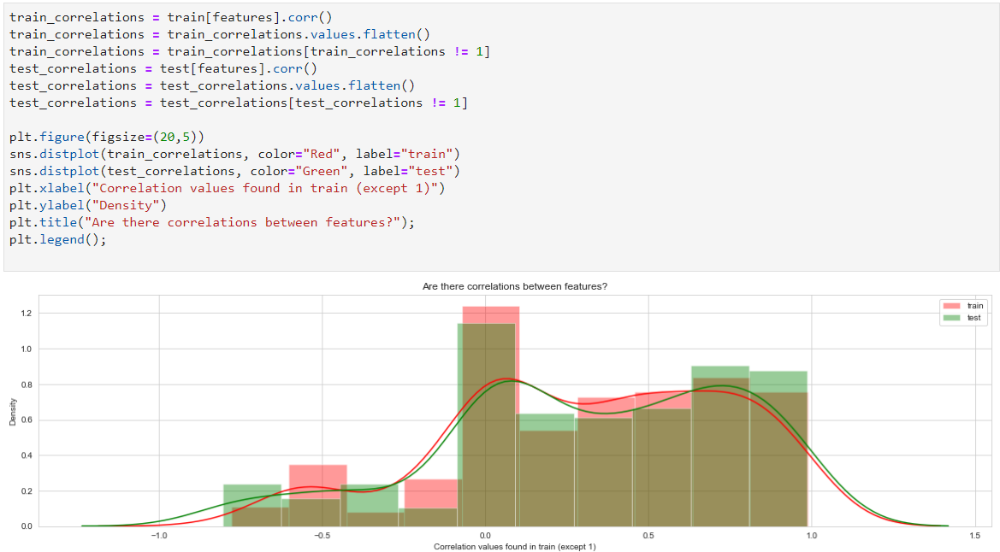 train_correlations = train[features].corr()
train_correlations = train_correlations.values.flatten()
train_correlations = train_correlations[train_correlations != 1]
test_correlations = test[features].corr()
test_correlations = test_correlations.values.flatten()
test_correlations = test_correlations[test_correlations != 1]
plt.figure(figsize=(20,5))
sns.distplot(train_correlations, color="Red", label="train")
sns.distplot(test_correlations, color="Green", label="test")
plt.xlabel("Correlation values found in train (except 1)")
plt.ylabel("Density")
plt.title("Are there correlations between features?");
plt.legend();
Are there correlations between features?
train
test
1.2
1.0
0.8
0.6
0.4
0.2
0.0
Density
−1.0 −0.5 0.0 0.5 1.0 1.5
Correlation values found in train (except 1)